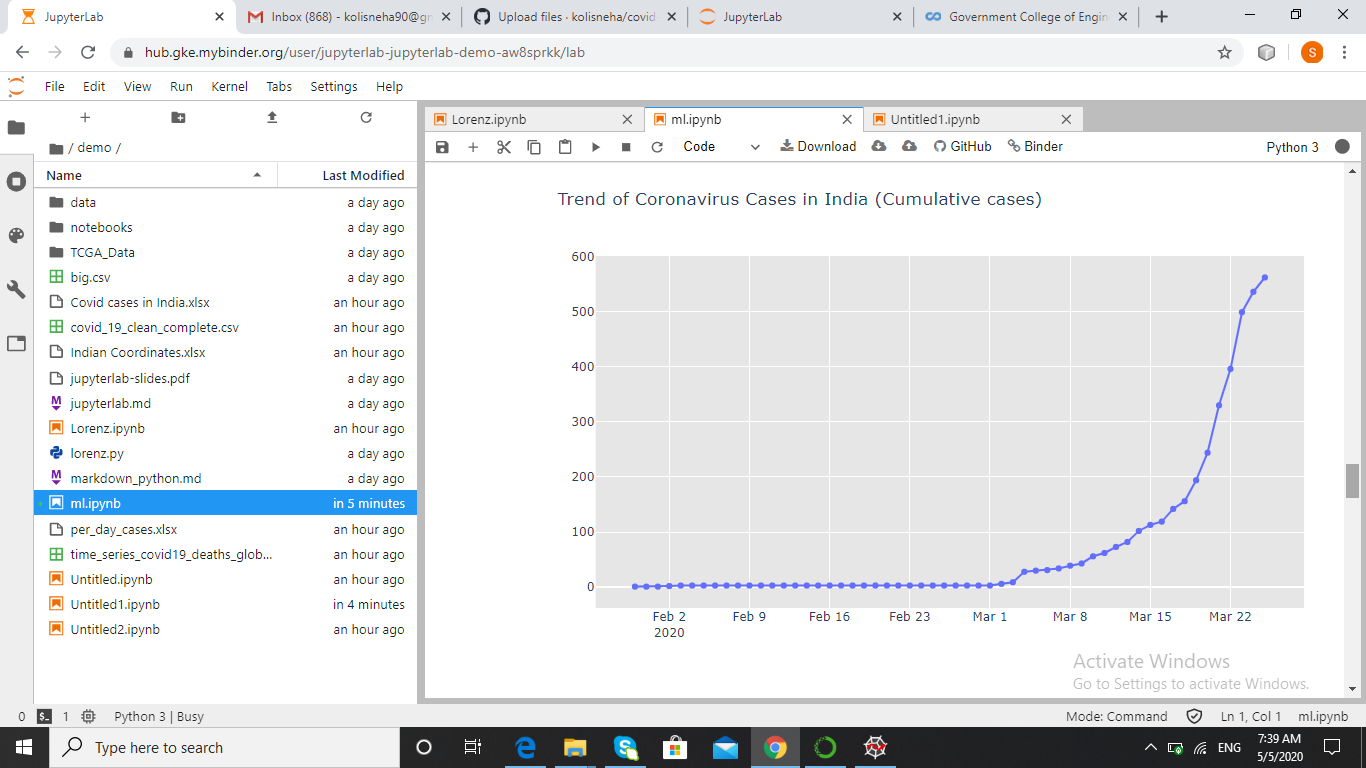 JupyterLab
Inbox (868) - kolisneha90@gr
Upload files · kolisneha/covid
JupyterLab
Government College of Engin
hub.gke.mybinder.org/user/jupyterlab-jupyterlab-demo-aw8sprkk/lab
S
File Edit View Run Kernel Tabs Settings Help
/ demo /
Name Last Modified
data a day ago
notebooks a day ago
TCGA_Data a day ago
big.csv a day ago
Covid cases in India.xlsx an hour ago
covid_19_clean_complete.csv an hour ago
Indian Coordinates.xlsx an hour ago
jupyterlab-slides.pdf a day ago
M jupyterlab.md a day ago
Lorenz.ipynb an hour ago
lorenz.py a day ago
M markdown_python.md a day ago
ml.ipynb in 5 minutes
per_day_cases.xlsx an hour ago
time_series_covid19_deaths_glob... an hour ago
Untitled.ipynb an hour ago
Untitled1.ipynb in 4 minutes
Untitled2.ipynb an hour ago
Lorenz.ipynb ml.ipynb Untitled1.ipynb
Code Download GitHub Binder Python 3
Trend of Coronavirus Cases in India (Cumulative cases)
600
500
400
300
200
100
0
Feb 2 Feb 9 Feb 16 Feb 23 Mar 1 Mar 8 Mar 15 Mar 22
2020
Activate Windows
Go to Settings to activate Windows.
0 $_ 1 Python 3 | Busy Mode: Command Ln 1, Col 1 ml.ipynb
Type here to search
ENG
7:39 AM
5/5/2020